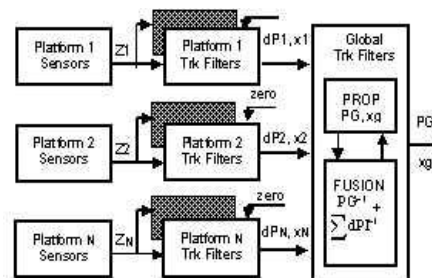 Platform 1
Sensors
Z1
zero
Platform 1
Trk Filters
dP1, x1
Global
Trk Filters
Platform 2
Sensors
Z2
zero
Platform 2
Trk Filters
dP2, x2
PROP
PG, xg
PG
xg
FUSION
PG⁻¹ +
∑ dPI⁻¹
Platform N
Sensors
ZN
zero
Platform N
Trk Filters
dPN, xN